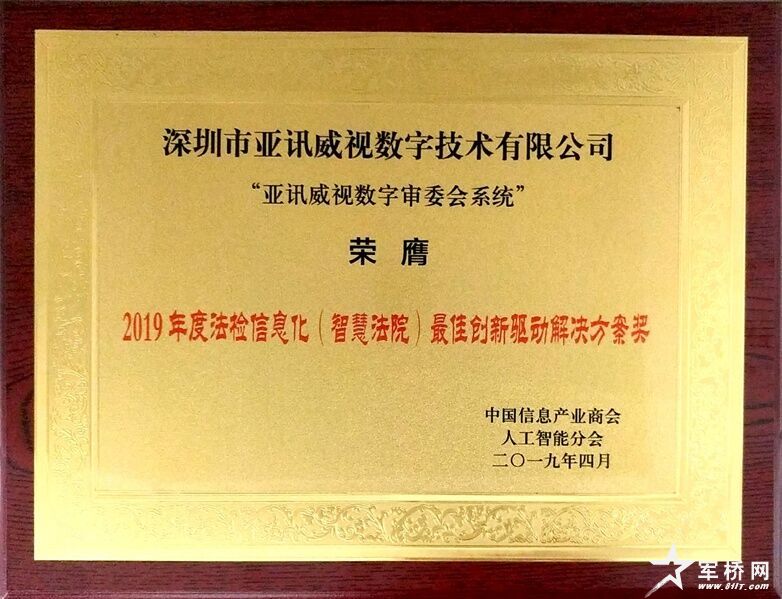 深圳市亚讯威视数字技术有限公司
“亚讯威视数字审委会系统”
荣膺
2019年度法检信息化（智慧法院）最佳创新驱动解决方案奖
中国信息产业商会
人工智能分会
二〇一九年四月
军桥网
www.81IT.com